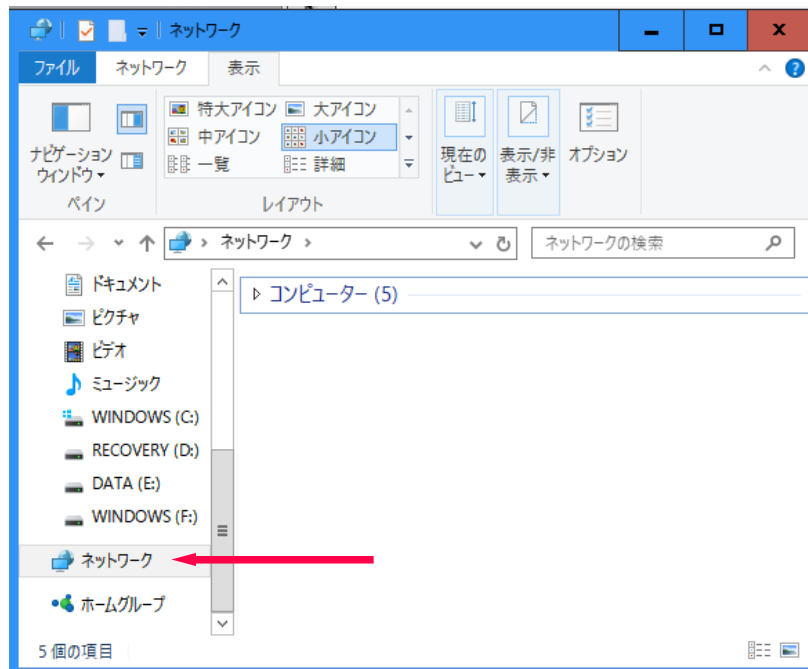 ネットワーク
ファイル ネットワーク 表示
特大アイコン 大アイコン
中アイコン 小アイコン
一覧 詳細
ナビゲーション
ウィンドウ
現在の
ビュー
表示/非
表示
オプション
ペイン レイアウト
ネットワーク ネットワークの検索
ドキュメント
コンピューター (5)
ピクチャ
ビデオ
ミュージック
WINDOWS (C:)
RECOVERY (D:)
DATA (E:)
WINDOWS (F:)
ネットワーク
ホームグループ
5 個の項目